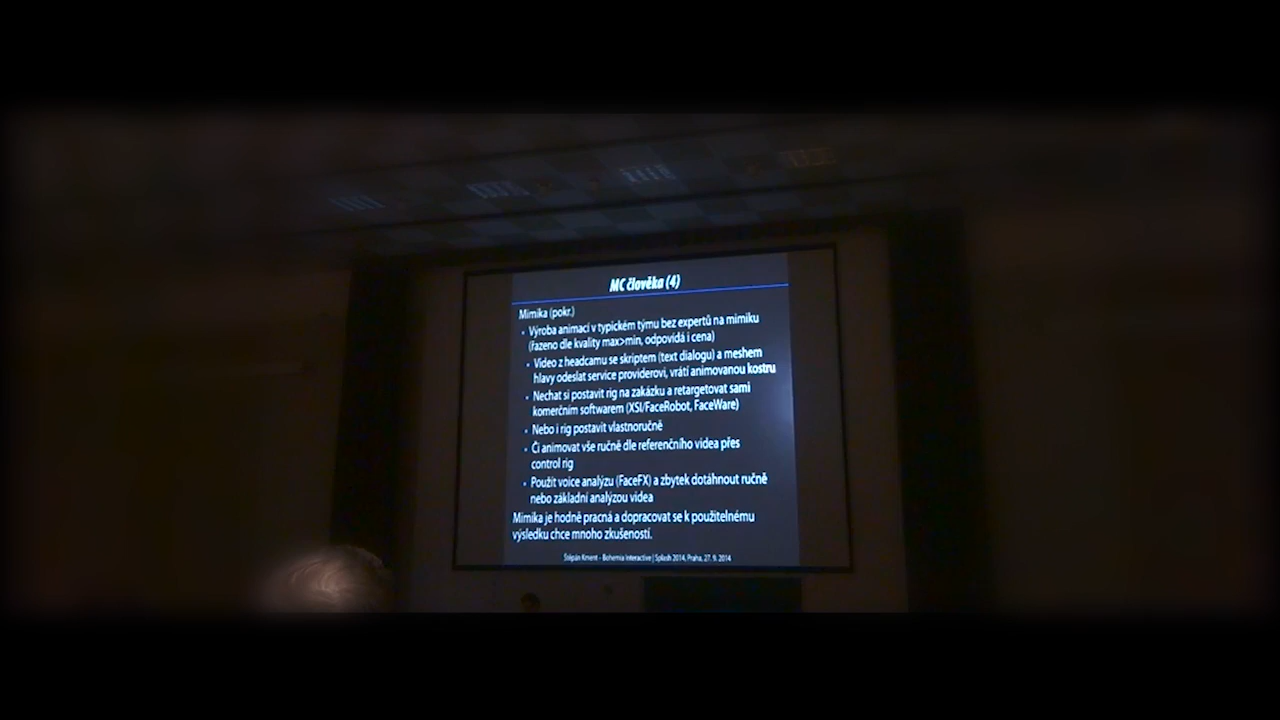 MC člověka (4)
Mimika (pokr.)
• Výroba animací v typickém týmu bez expertů na mimiku
(řazeno dle kvality max>min, odpovídá i cena)
• Video z headcamu se skriptem (text dialogu) a meshem
hlavy odeslat service providerovi, vrátí animovanou kostru
• Nechat si postavit rig na zakázku a retargetovat sami
komerčním softwarem (XSI/FaceRobot, FaceWare)
• Nebo i rig postavit vlastnoručně
• Či animovat vše ručně dle referenčního videa přes
control rig
• Použít voice analýzu (FaceFX) a zbytek dotáhnout ručně
nebo základní analýzou videa
Mimika je hodně pracná a dopracovat se k použitelnému
výsledku chce mnoho zkušeností.
Štěpán Kment - Bohemia Interactive | Splash 2014, Praha, 27. 9. 2014